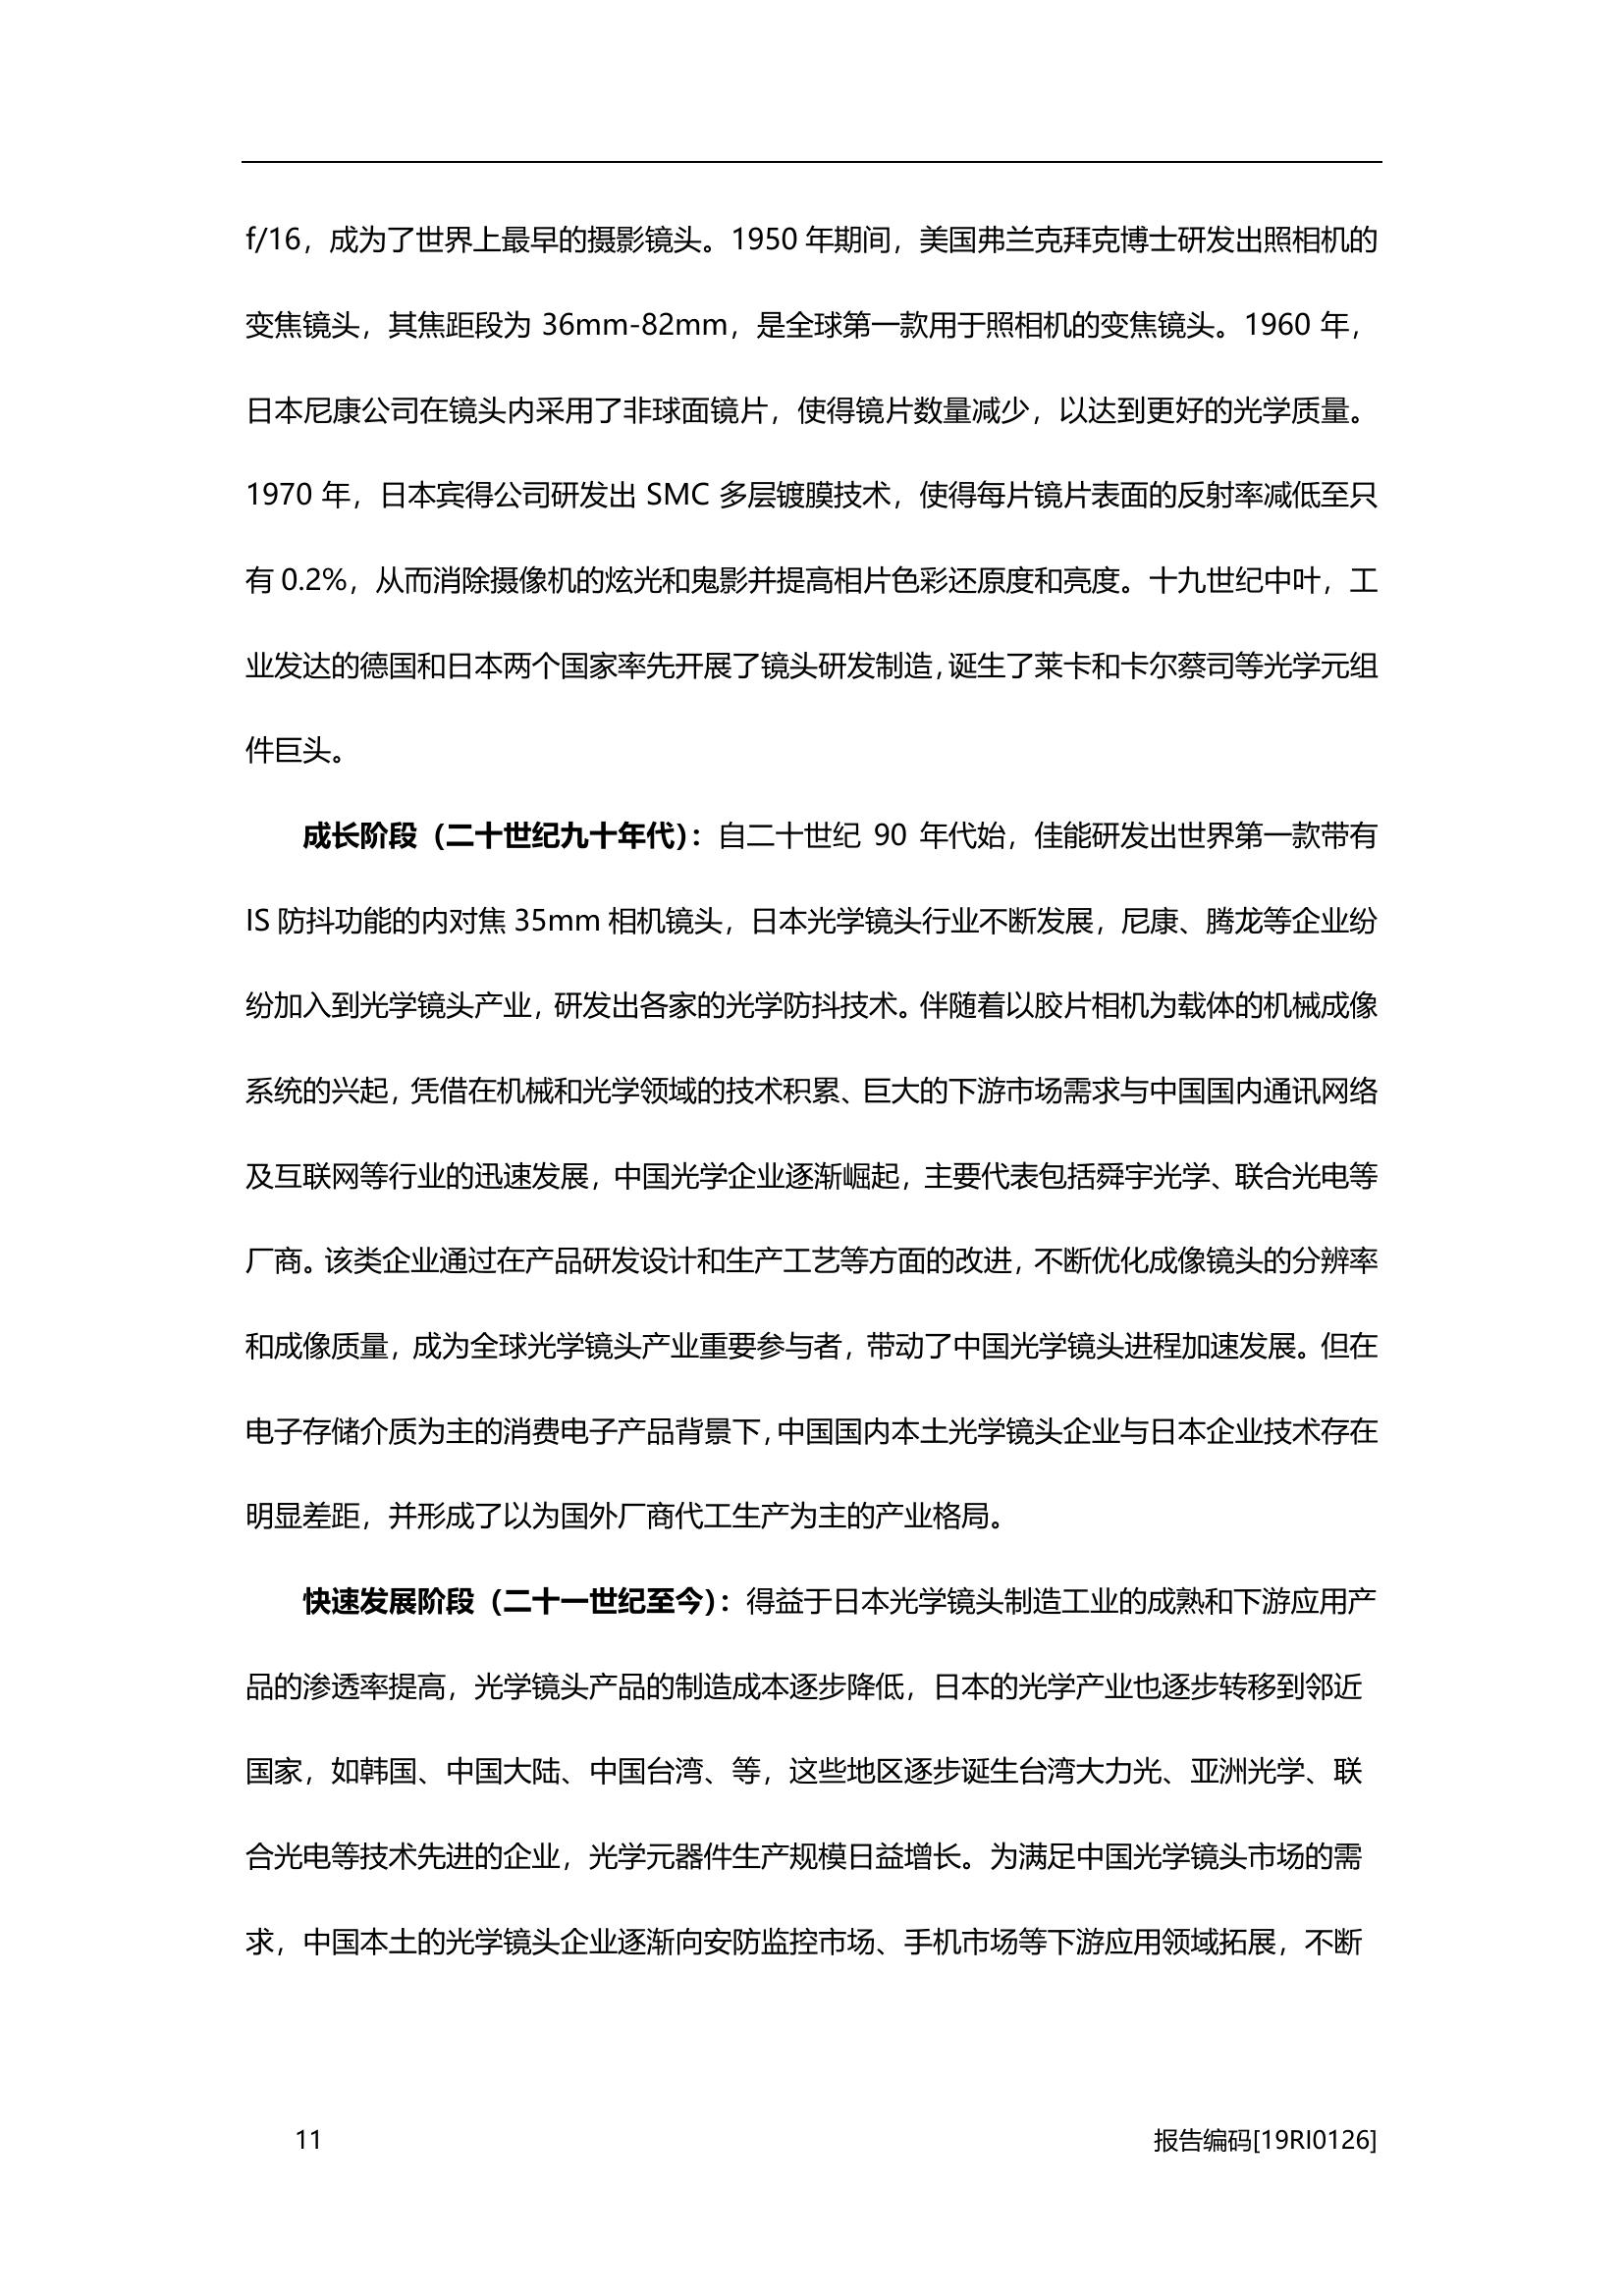 f/16，成为了世界上最早的摄影镜头。1950 年期间，美国弗兰克拜克博士研发出照相机的
变焦镜头，其焦距段为 36mm-82mm，是全球第一款用于照相机的变焦镜头。1960 年，
日本尼康公司在镜头内采用了非球面镜片，使得镜片数量减少，以达到更好的光学质量。
1970 年，日本宾得公司研发出 SMC 多层镀膜技术，使得每片镜片表面的反射率减低至只
有 0.2%，从而消除摄像机的炫光和鬼影并提高相片色彩还原度和亮度。十九世纪中叶，工
业发达的德国和日本两个国家率先开展了镜头研发制造，诞生了莱卡和卡尔蔡司等光学元组
件巨头。
成长阶段（二十世纪九十年代）：自二十世纪 90 年代始，佳能研发出世界第一款带有
IS 防抖功能的内对焦 35mm 相机镜头，日本光学镜头行业不断发展，尼康、腾龙等企业纷
纷加入到光学镜头产业，研发出各家的光学防抖技术。伴随着以胶片相机为载体的机械成像
系统的兴起，凭借在机械和光学领域的技术积累、巨大的下游市场需求与中国国内通讯网络
及互联网等行业的迅速发展，中国光学企业逐渐崛起，主要代表包括舜宇光学、联合光电等
厂商。该类企业通过在产品研发设计和生产工艺等方面的改进，不断优化成像镜头的分辨率
和成像质量，成为全球光学镜头产业重要参与者，带动了中国光学镜头进程加速发展。但在
电子存储介质为主的消费电子产品背景下，中国国内本土光学镜头企业与日本企业技术存在
明显差距，并形成了以为国外厂商代工生产为主的产业格局。
快速发展阶段（二十一世纪至今）：得益于日本光学镜头制造工业的成熟和下游应用产
品的渗透率提高，光学镜头产品的制造成本逐步降低，日本的光学产业也逐步转移到邻近
国家，如韩国、中国大陆、中国台湾、等，这些地区逐步诞生台湾大力光、亚洲光学、联
合光电等技术先进的企业，光学元器件生产规模日益增长。为满足中国光学镜头市场的需
求，中国本土的光学镜头企业逐渐向安防监控市场、手机市场等下游应用领域拓展，不断
11 报告编码[19RI0126]